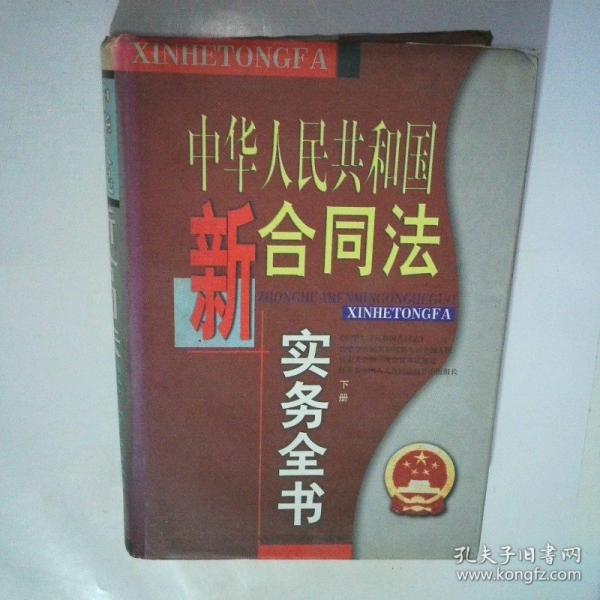 XINHETONGFA
中华人民共和国
新合同法
XINHETONGFA
实务全书
下册
孔夫子旧书网
www.kongfz.com